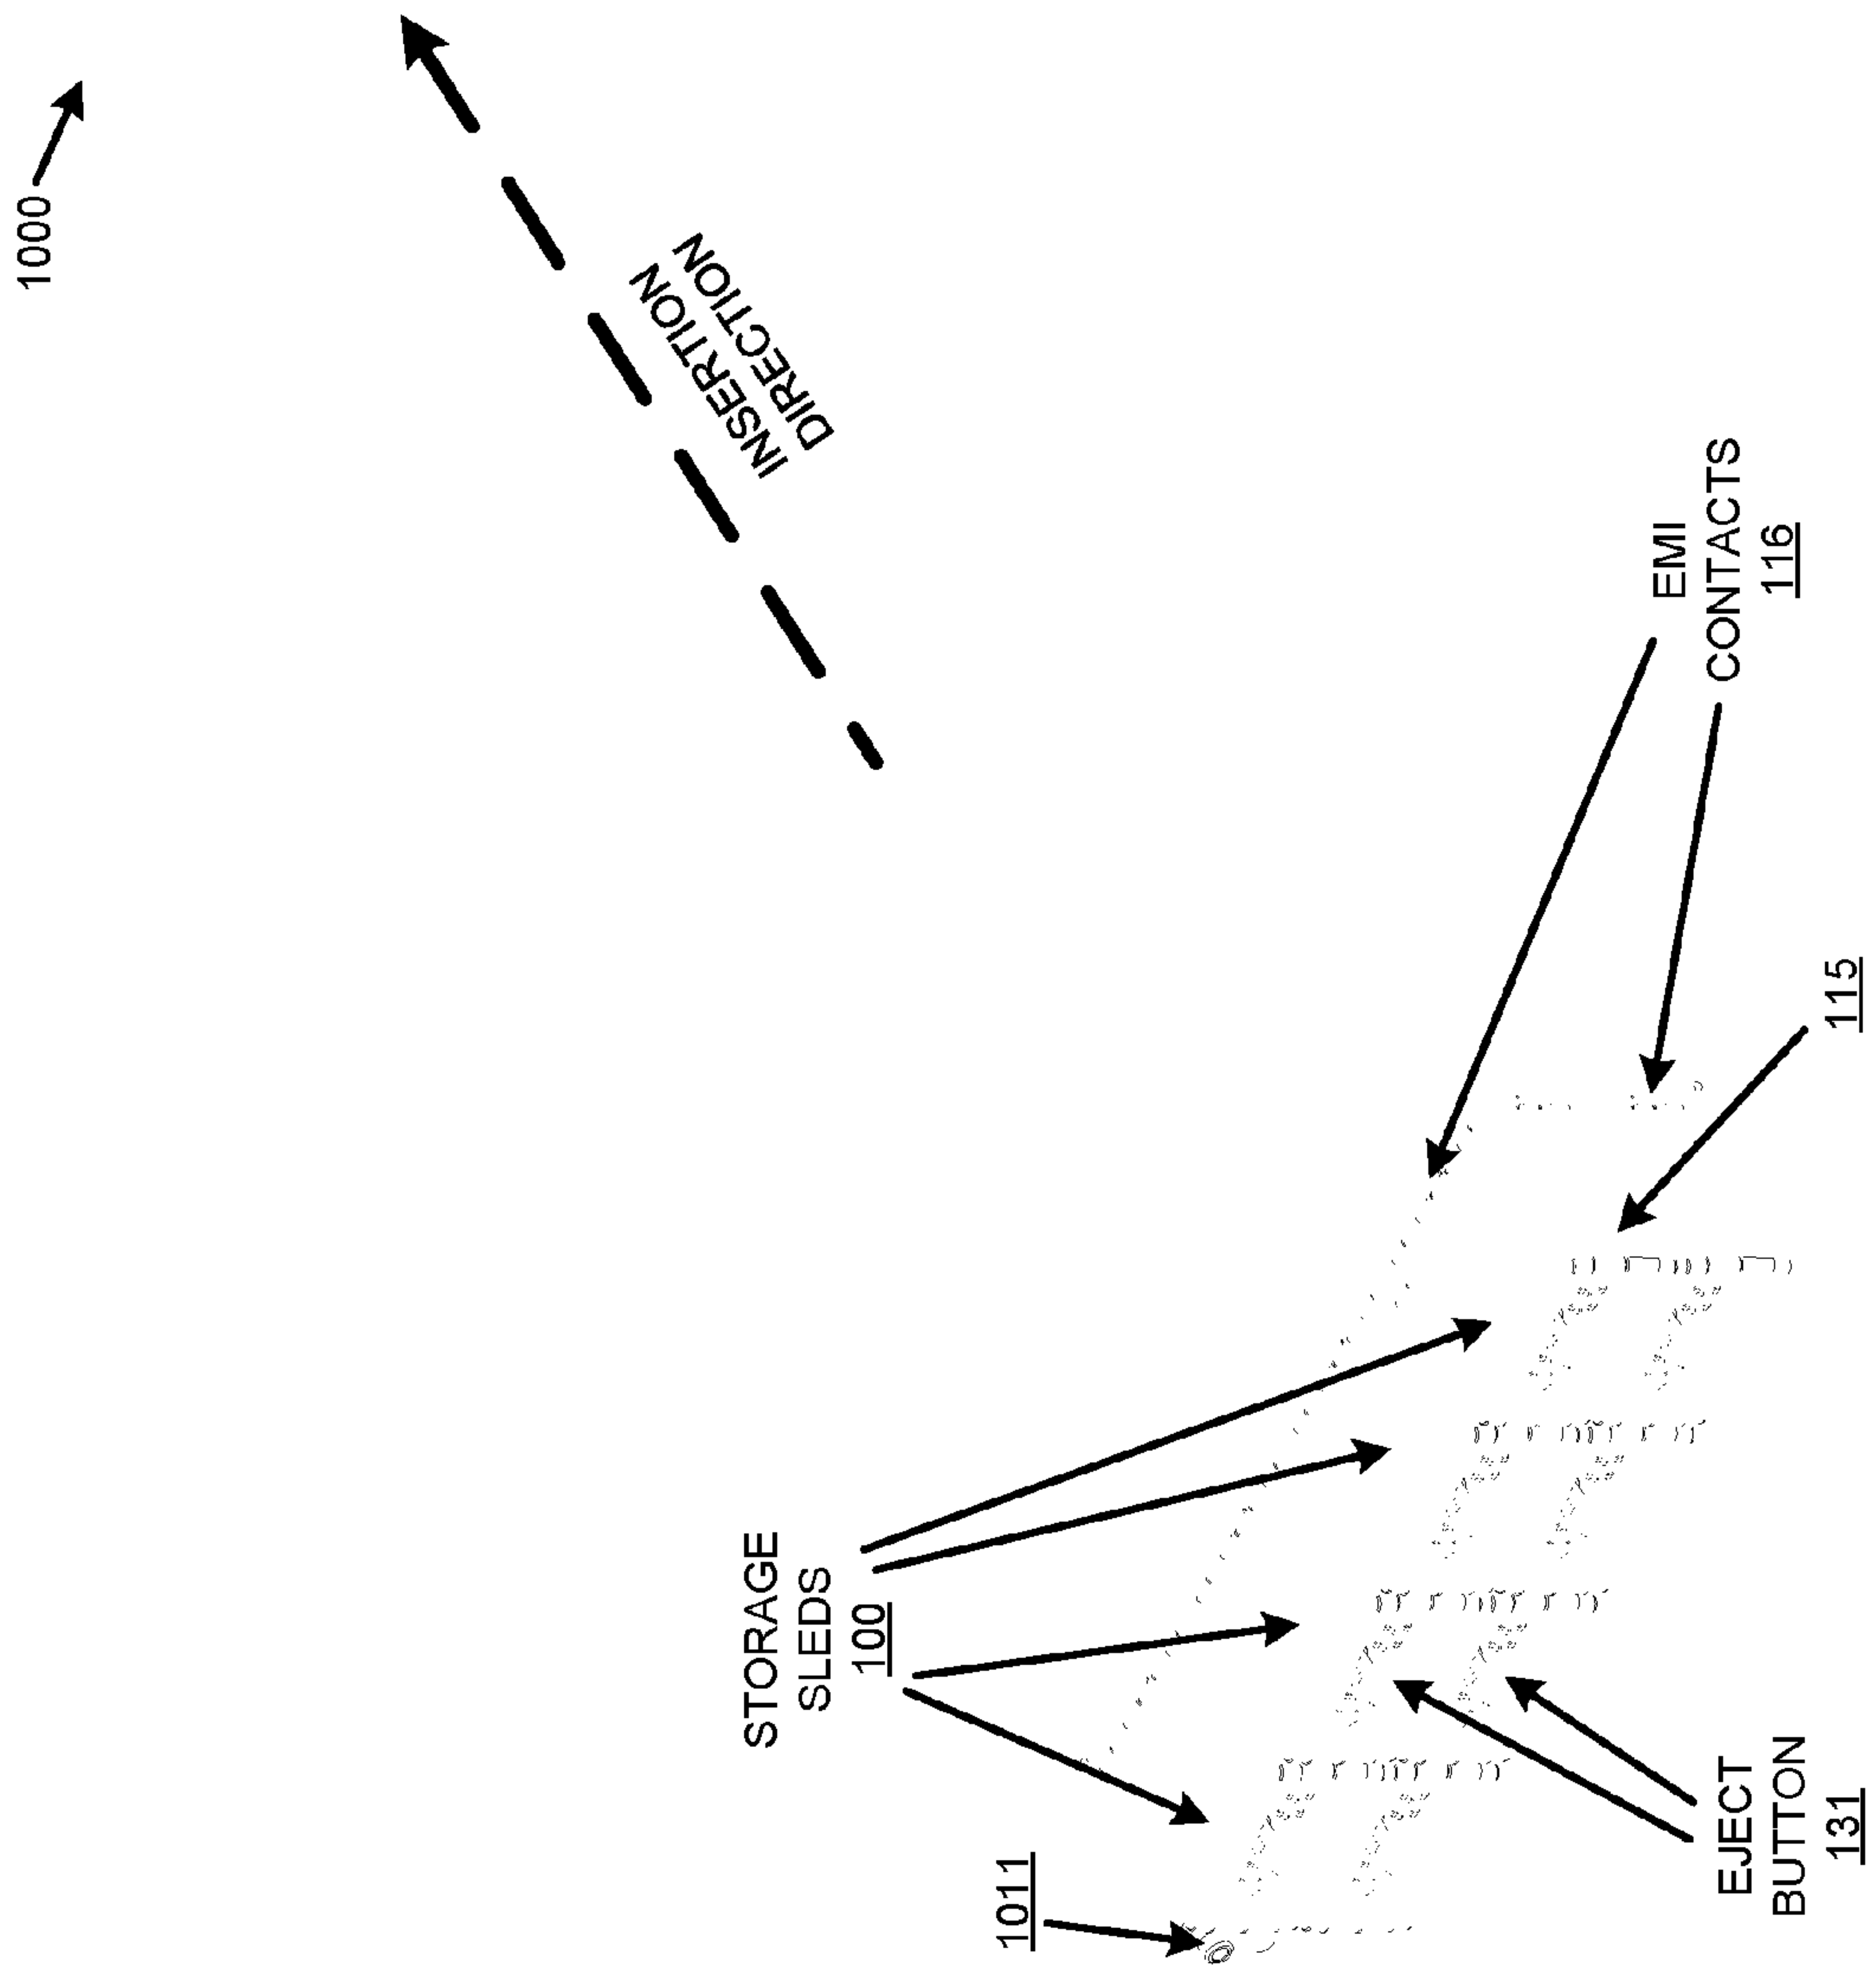 1000
INSERTION
DIRECTION
STORAGE
SLEDS
100
EMI
CONTACTS
116
1011
115
EJECT
BUTTON
131